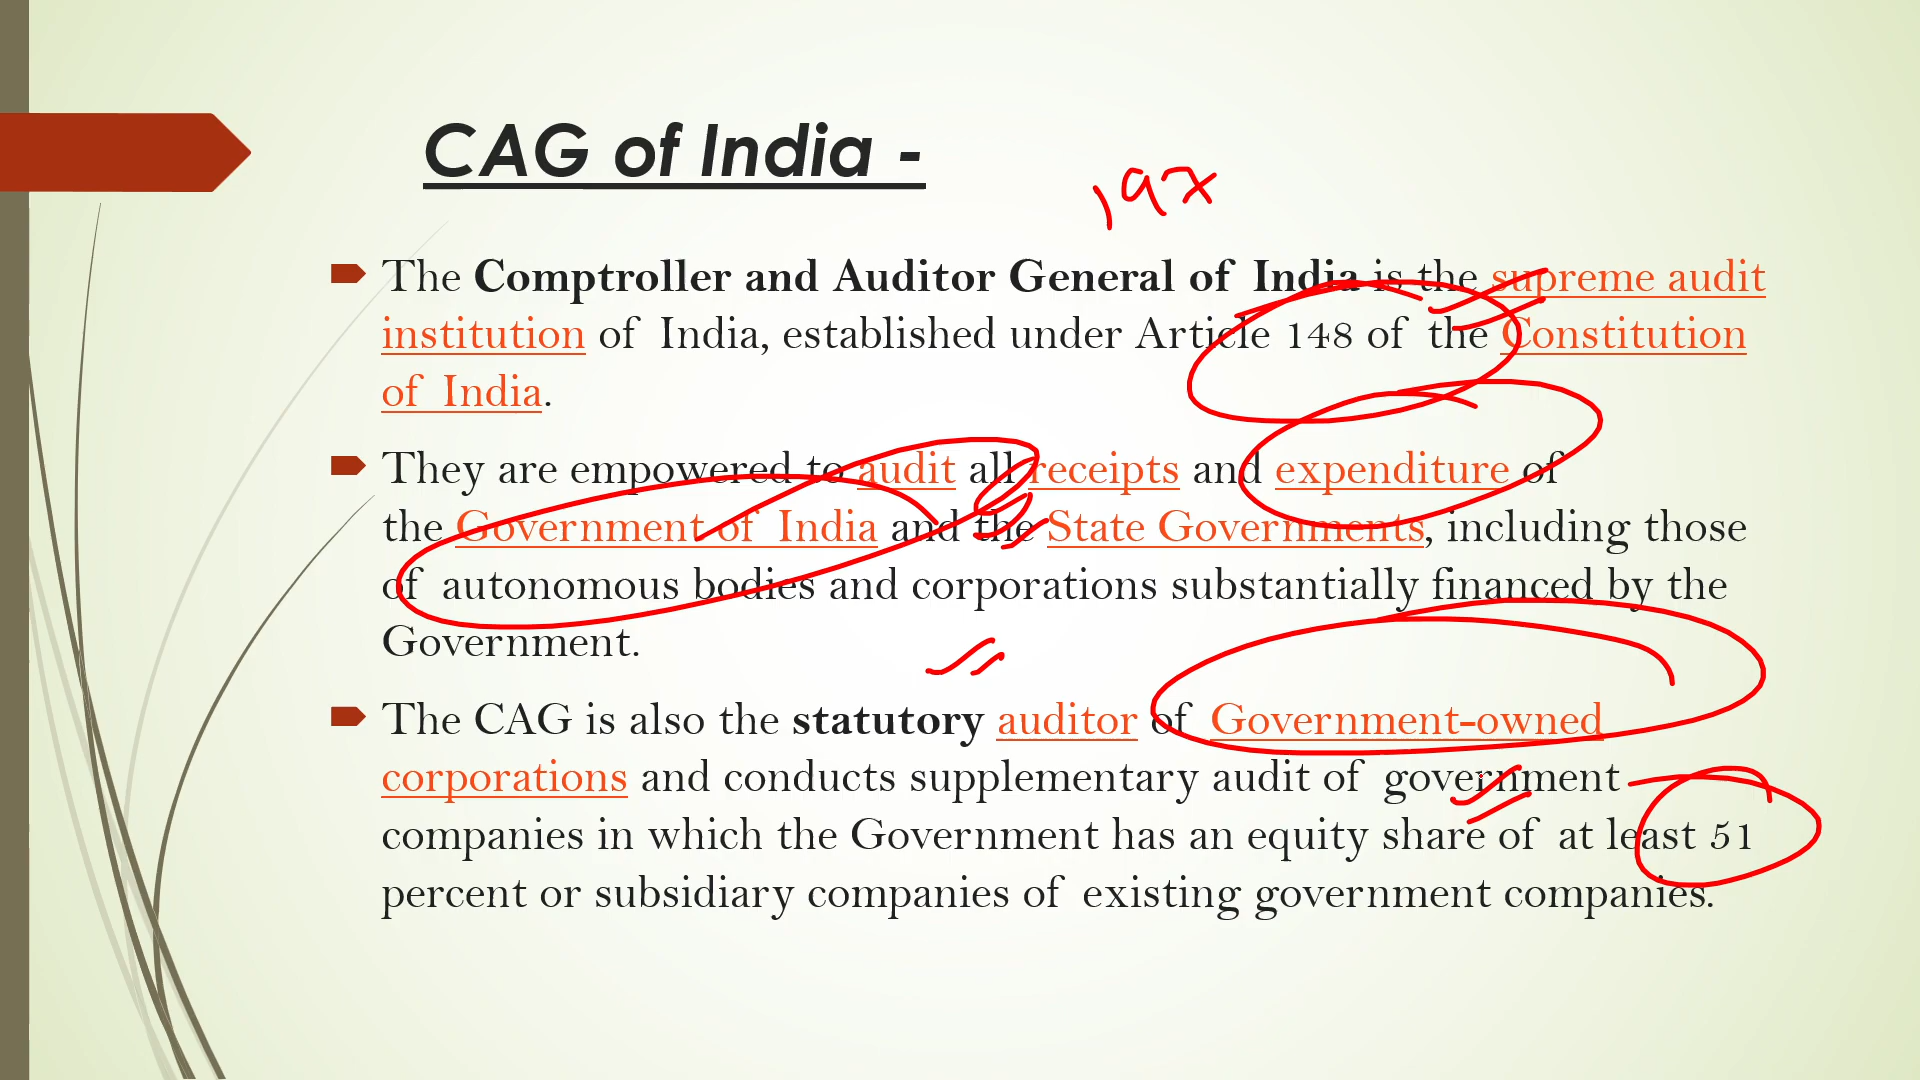 CAG of India -
The Comptroller and Auditor General of India is the supreme audit
institution of India, established under Article 148 of the Constitution
of India.
They are empowered to audit all receipts and expenditure of
the Government of India and the State Governments, including those
of autonomous bodies and corporations substantially financed by the
Government.
The CAG is also the statutory auditor of Government-owned
corporations and conducts supplementary audit of government
companies in which the Government has an equity share of at least 51
percent or subsidiary companies of existing government companies.